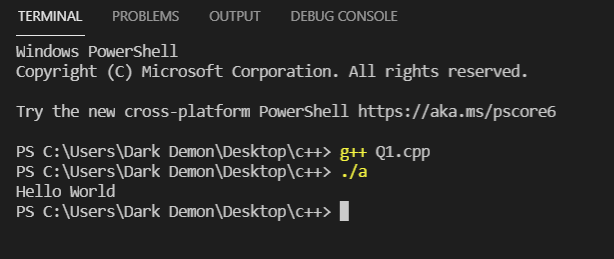 TERMINAL PROBLEMS OUTPUT DEBUG CONSOLE
Windows PowerShell
Copyright (C) Microsoft Corporation. All rights reserved.
Try the new cross-platform PowerShell https://aka.ms/pscore6
PS C:\Users\Dark Demon\Desktop\c++> g++ Q1.cpp
PS C:\Users\Dark Demon\Desktop\c++> ./a
Hello World
PS C:\Users\Dark Demon\Desktop\c++>